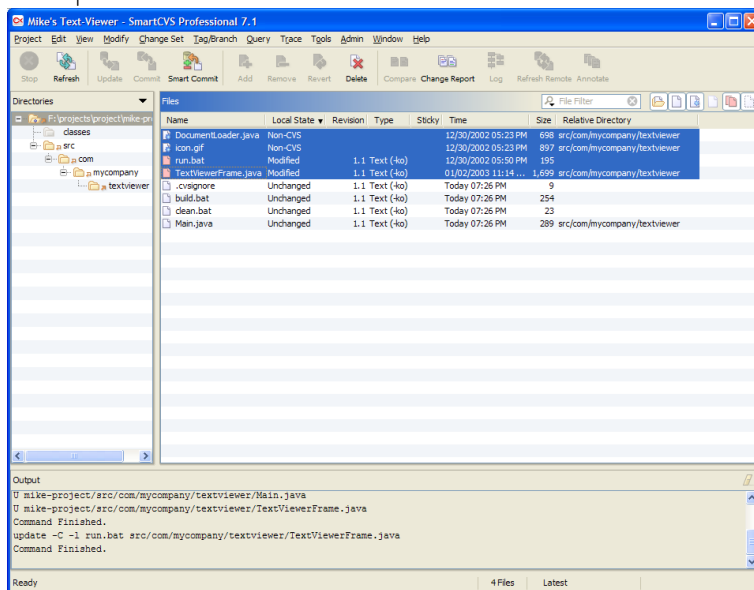 Mike's Text-Viewer - SmartCVS Professional 7.1
Project Edit View Modify Change Set Tag/Branch Query Trace Tools Admin Window Help
Stop Refresh Update Commit Smart Commit Add Remove Revert Delete Compare Change Report Log Refresh Remote Annotate
Directories
Files
File Filter
F:\projects\project\mike-pr
classes
src
com
mycompany
textviewer
Name Local State Revision Type Sticky Time Size Relative Directory
DocumentLoader.java Non-CVS 12/30/2002 05:23 PM 698 src/com/mycompany/textviewer
icon.gif Non-CVS 12/30/2002 05:23 PM 897 src/com/mycompany/textviewer
run.bat Modified 1.1 Text (-ko) 12/30/2002 05:50 PM 195
TextViewerFrame.java Modified 1.1 Text (-ko) 01/02/2003 11:14 ... 1,699 src/com/mycompany/textviewer
.cvsignore Unchanged 1.1 Text (-ko) Today 07:26 PM 9
build.bat Unchanged 1.1 Text (-ko) Today 07:26 PM 254
clean.bat Unchanged 1.1 Text (-ko) Today 07:26 PM 23
Main.java Unchanged 1.1 Text (-ko) Today 07:26 PM 289 src/com/mycompany/textviewer
Output
U mike-project/src/com/mycompany/textviewer/Main.java
U mike-project/src/com/mycompany/textviewer/TextViewerFrame.java
Command Finished.
update -C -l run.bat src/com/mycompany/textviewer/TextViewerFrame.java
Command Finished.
Ready 4 Files Latest